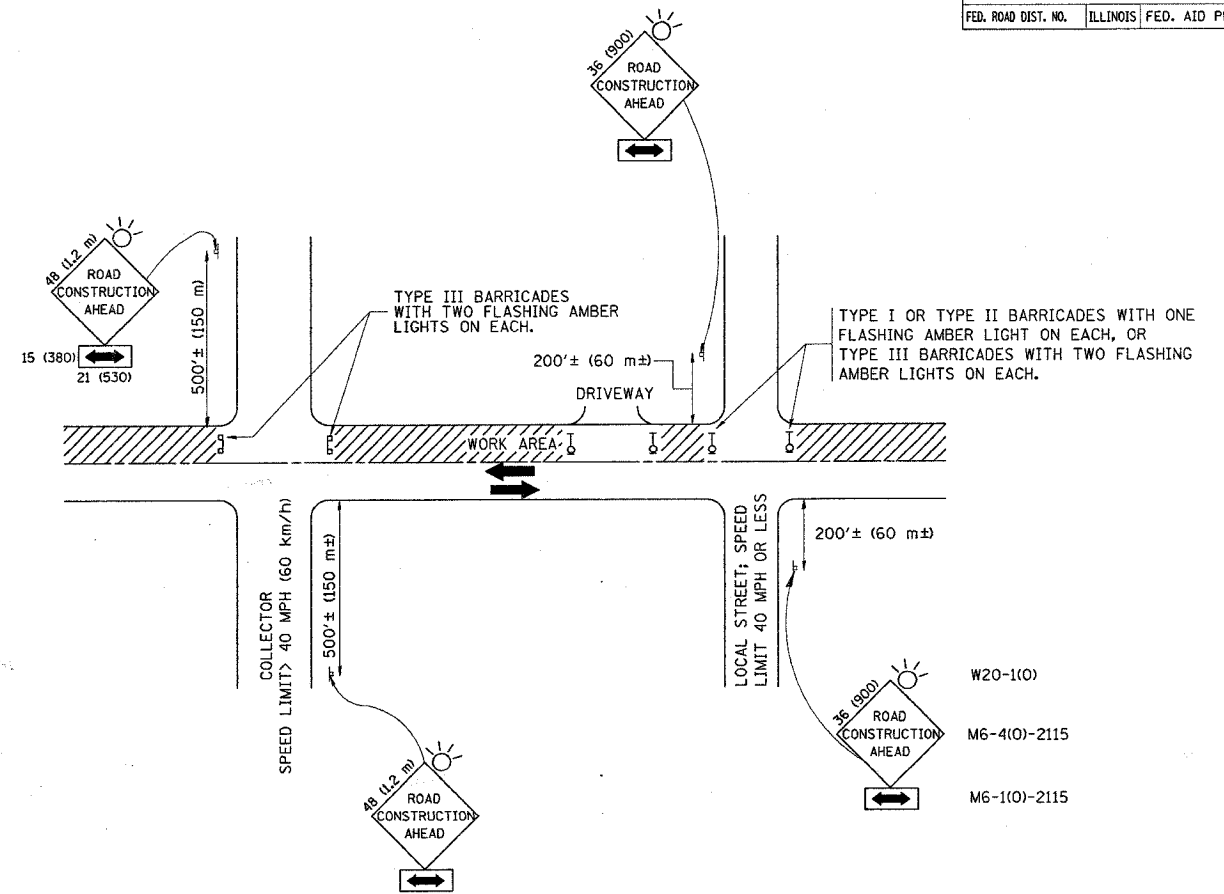 FED. ROAD DIST. NO. ILLINOIS FED. AID
36 (900)
ROAD
CONSTRUCTION
AHEAD
48 (1.2 m)
ROAD
CONSTRUCTION
AHEAD
15 (380)
21 (530)
500'± (150 m)
TYPE III BARRICADES
WITH TWO FLASHING AMBER
LIGHTS ON EACH.
200'± (60 m±)
DRIVEWAY
TYPE I OR TYPE II BARRICADES WITH ONE
FLASHING AMBER LIGHT ON EACH, OR
TYPE III BARRICADES WITH TWO FLASHING
AMBER LIGHTS ON EACH.
WORK AREA
COLLECTOR
SPEED LIMIT> 40 MPH (60 km/h)
500'± (150 m±)
LOCAL STREET; SPEED
LIMIT 40 MPH OR LESS
200'± (60 m±)
48 (1.2 m)
ROAD
CONSTRUCTION
AHEAD
36 (900)
ROAD
CONSTRUCTION
AHEAD
W20-1(O)
M6-4(O)-2115
M6-1(O)-2115